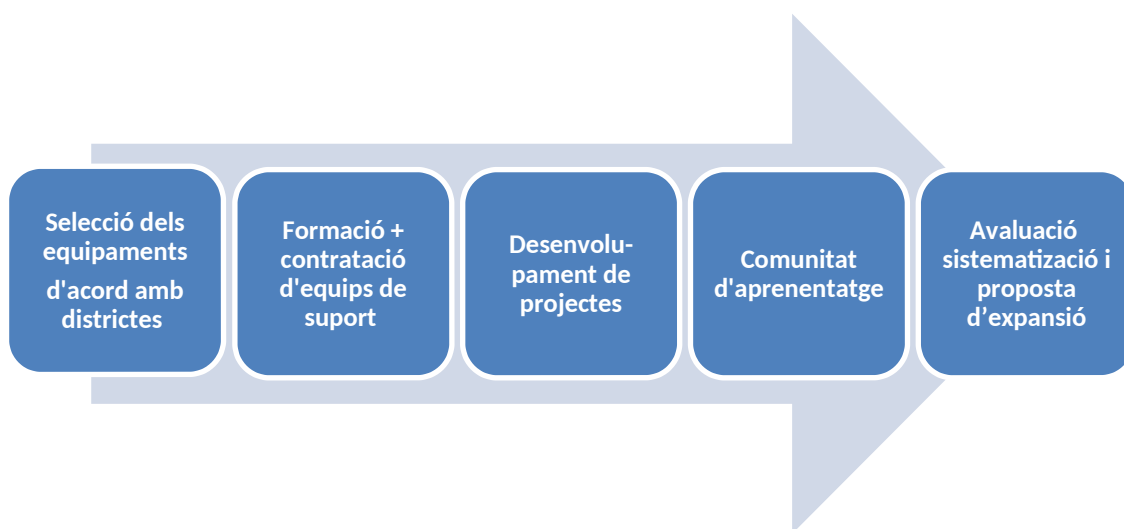 Selecció dels
equipaments
d'acord amb
districtes
Formació +
contratació
d'equips de
suport
Desenvolu-
pament de
projectes
Comunitat
d'aprenentatge
Avaluació
sistematizació i
proposta
d’expansió